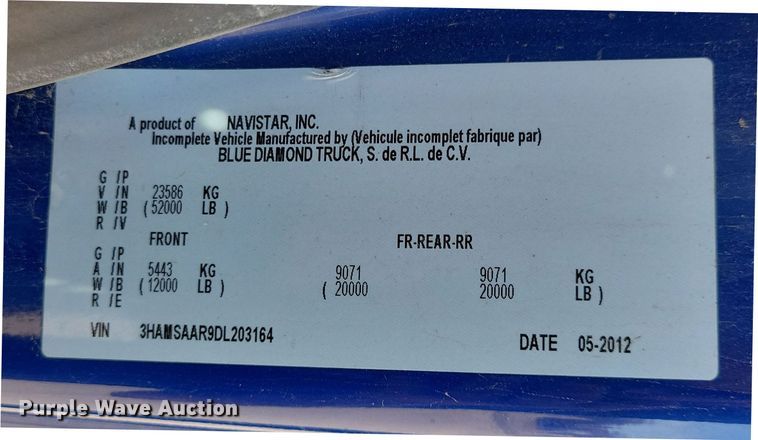 A product of NAVISTAR, INC.
Incomplete Vehicle Manufactured by (Vehicule incomplet fabrique par)
BLUE DIAMOND TRUCK, S. de R.L. de C.V.
G /P
V /N 23586 KG
W /B ( 52000 LB )
R /V
FRONT FR-REAR-RR
G /P
A /N 5443 KG 9071 9071 KG
W /B ( 12000 LB ) ( 20000 20000 LB )
R /E
VIN 3HAMSAAR9DL203164 DATE 05-2012
Purple Wave Auction